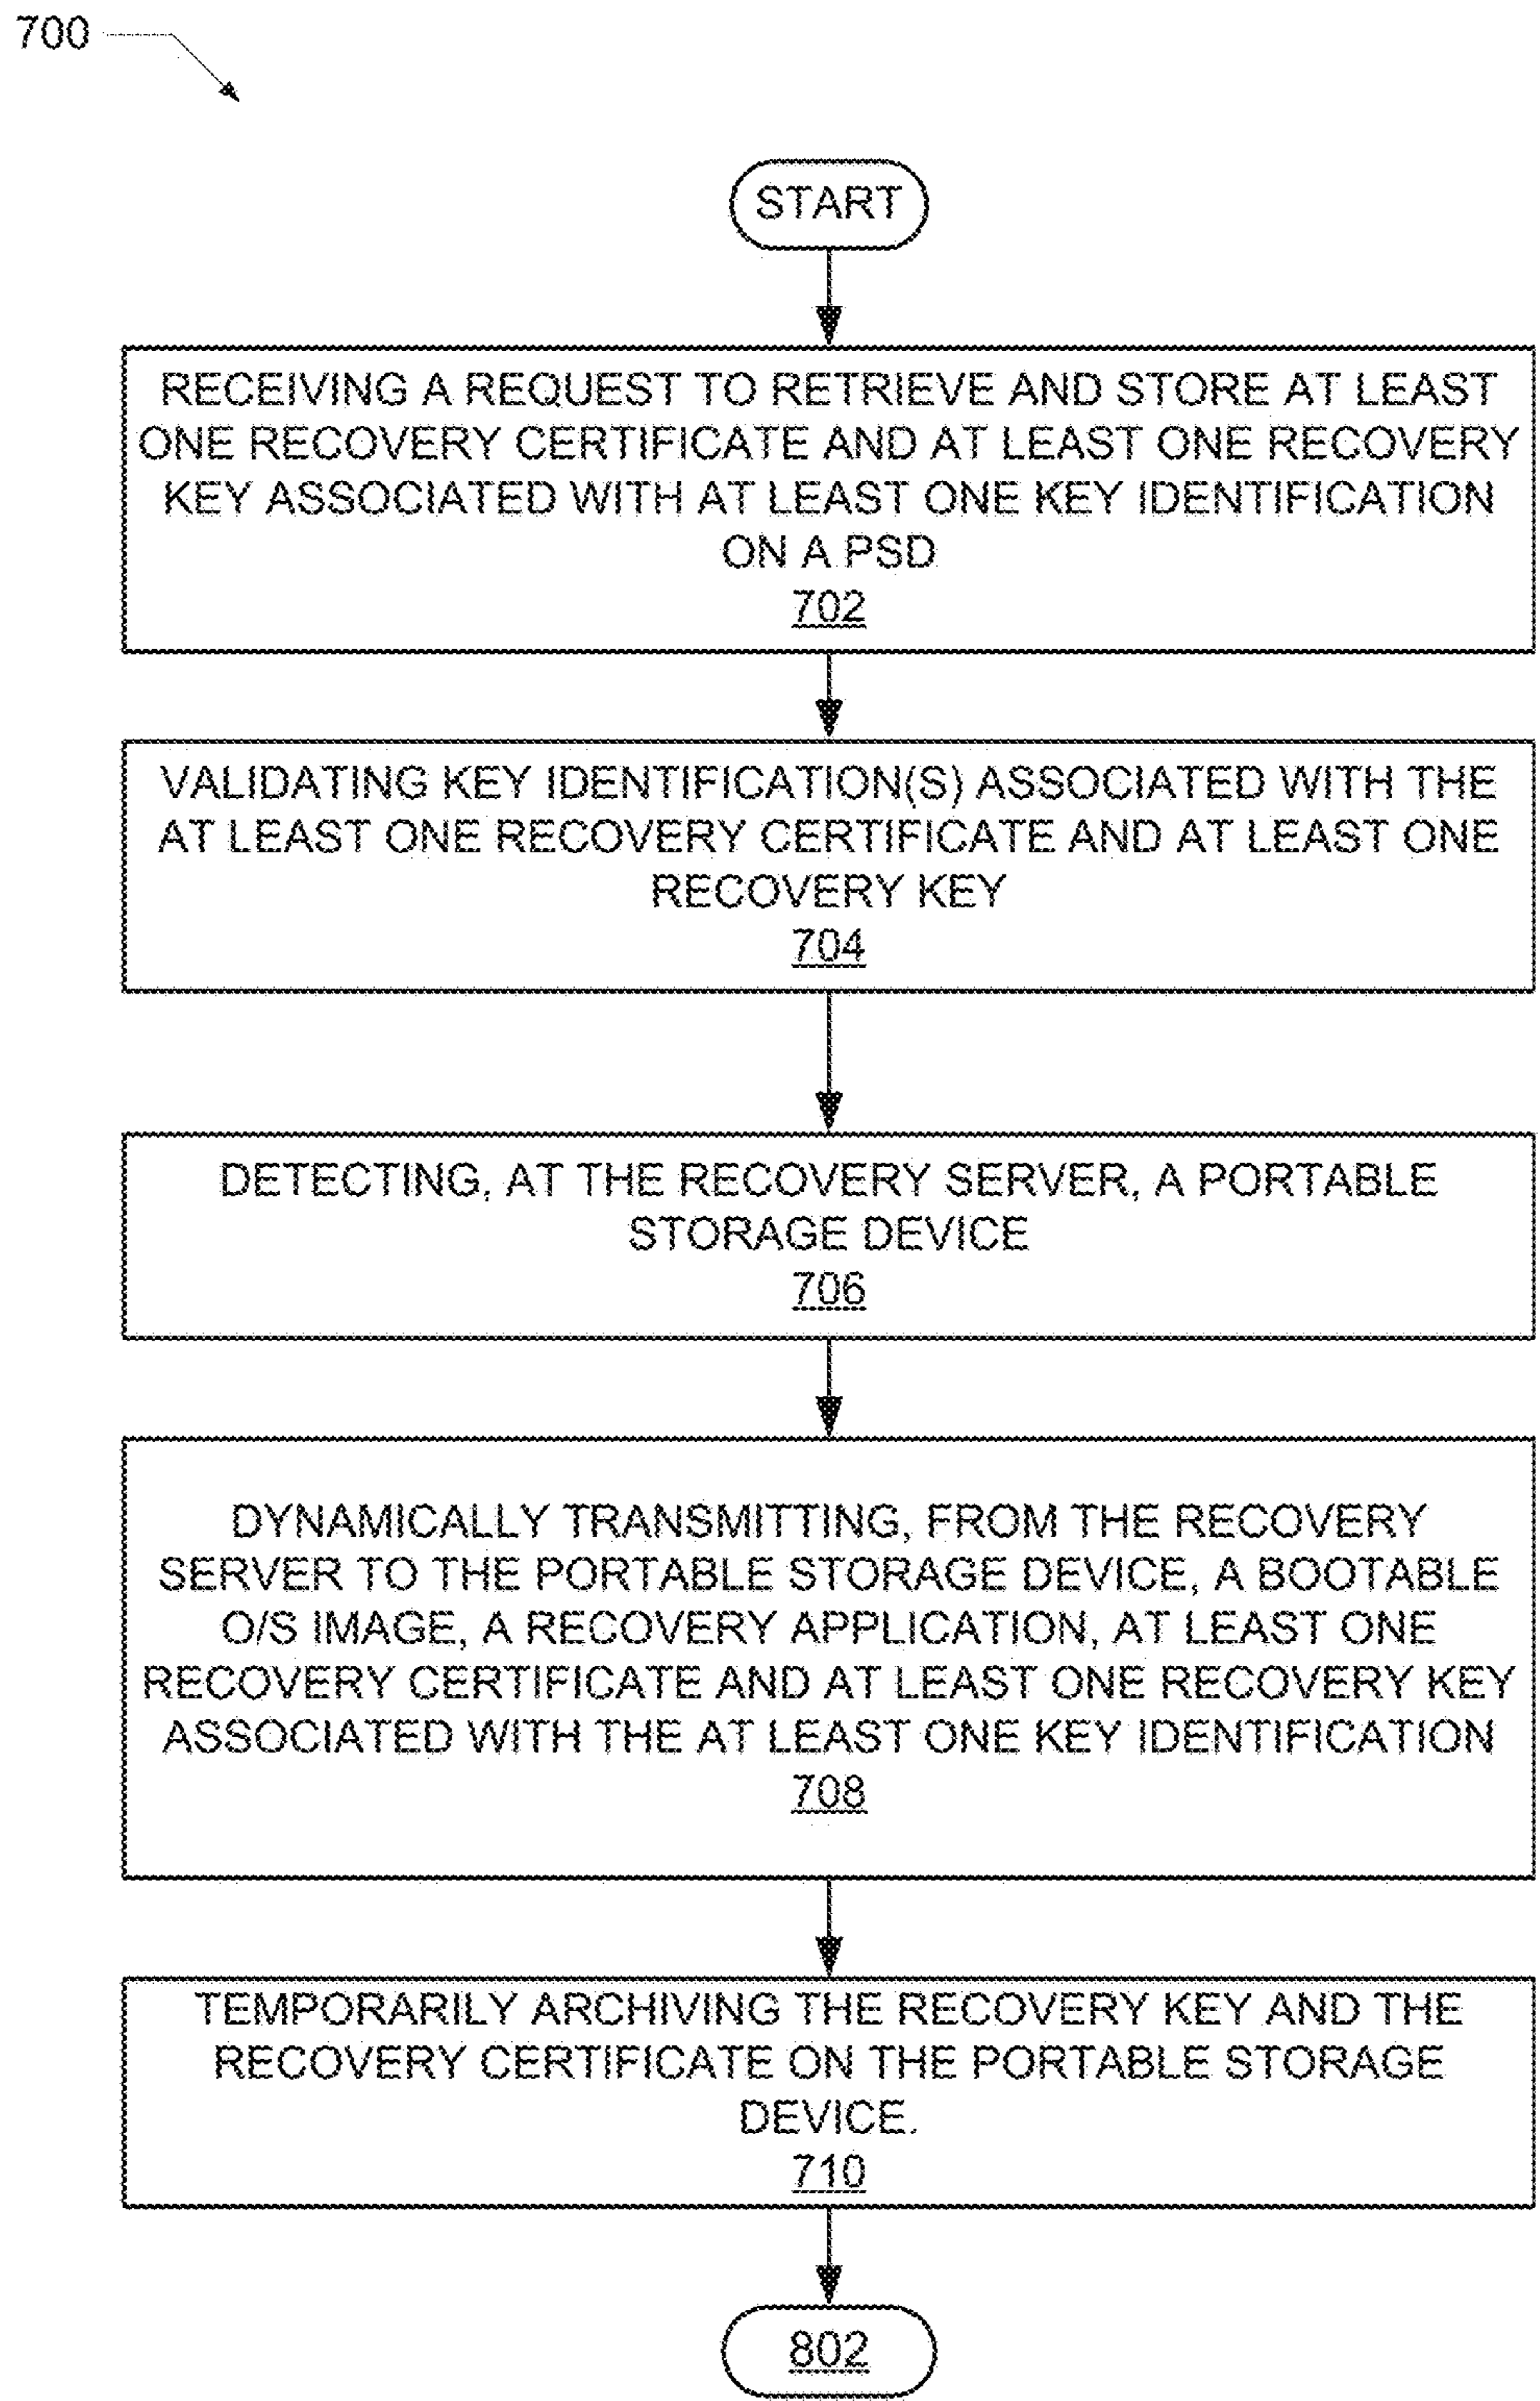 700
START
RECEIVING A REQUEST TO RETRIEVE AND STORE AT LEAST
ONE RECOVERY CERTIFICATE AND AT LEAST ONE RECOVERY
KEY ASSOCIATED WITH AT LEAST ONE KEY IDENTIFICATION
ON A PSD
702
VALIDATING KEY IDENTIFICATION(S) ASSOCIATED WITH THE
AT LEAST ONE RECOVERY CERTIFICATE AND AT LEAST ONE
RECOVERY KEY
704
DETECTING, AT THE RECOVERY SERVER, A PORTABLE
STORAGE DEVICE
706
DYNAMICALLY TRANSMITTING, FROM THE RECOVERY
SERVER TO THE PORTABLE STORAGE DEVICE, A BOOTABLE
O/S IMAGE, A RECOVERY APPLICATION, AT LEAST ONE
RECOVERY CERTIFICATE AND AT LEAST ONE RECOVERY KEY
ASSOCIATED WITH THE AT LEAST ONE KEY IDENTIFICATION
708
TEMPORARILY ARCHIVING THE RECOVERY KEY AND THE
RECOVERY CERTIFICATE ON THE PORTABLE STORAGE
DEVICE.
710
802